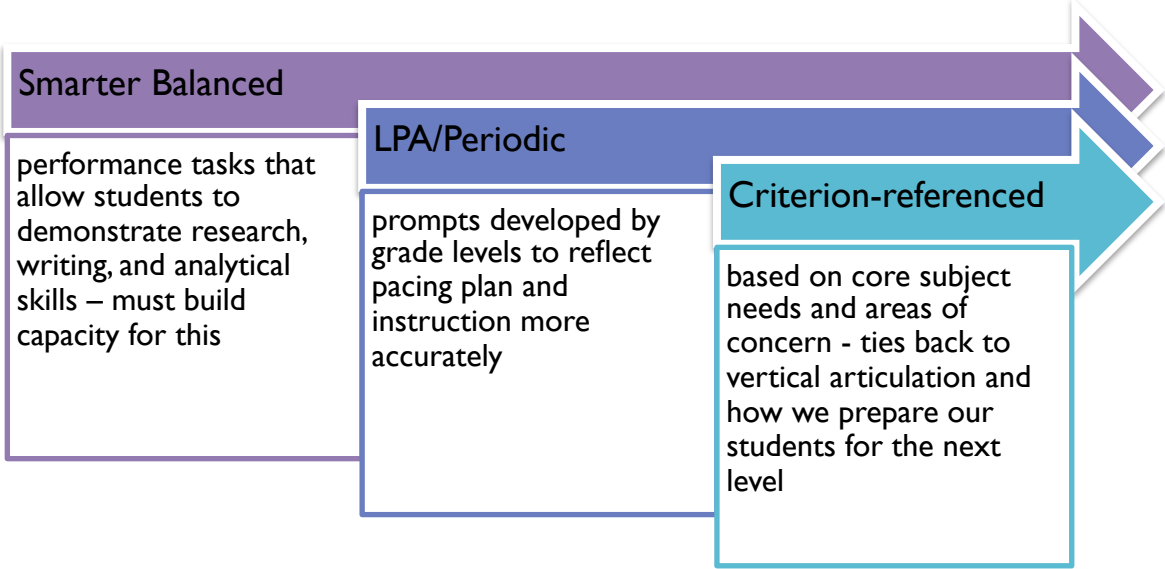 Smarter Balanced
performance tasks that
allow students to
demonstrate research,
writing, and analytical
skills – must build
capacity for this
LPA/Periodic
prompts developed by
grade levels to reflect
pacing plan and
instruction more
accurately
Criterion-referenced
based on core subject
needs and areas of
concern - ties back to
vertical articulation and
how we prepare our
students for the next
level